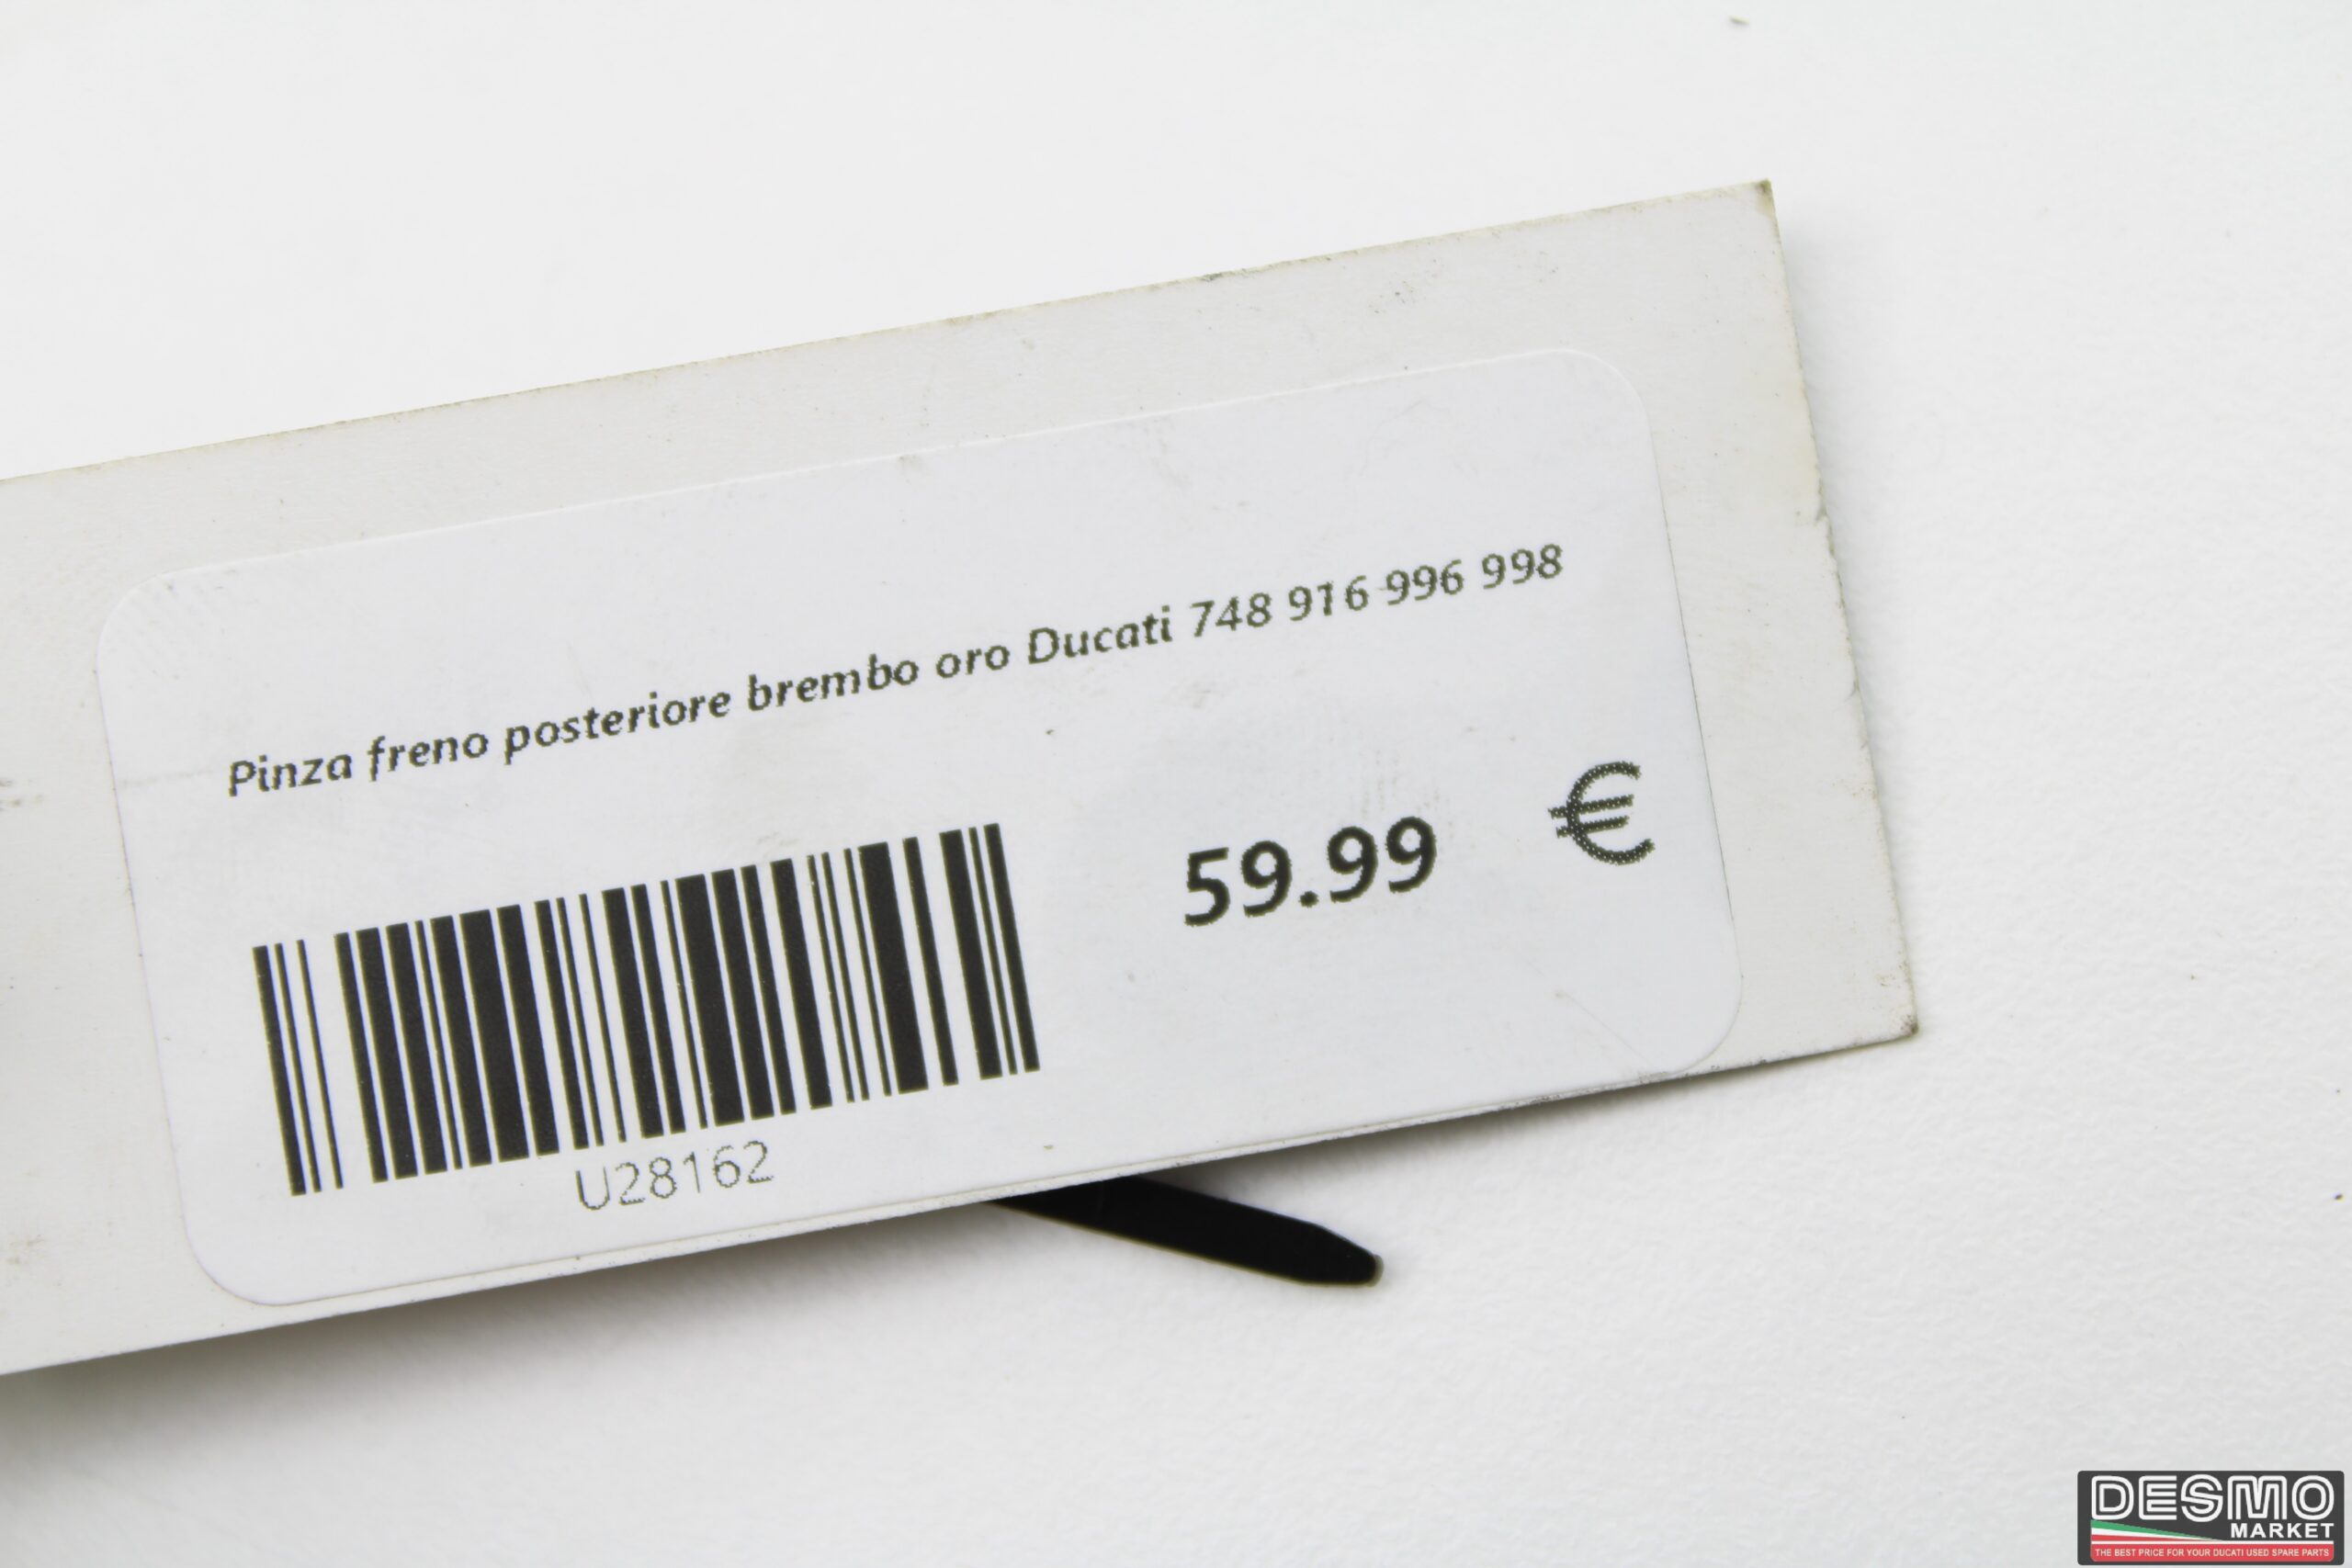 Pinza freno posteriore brembo oro Ducati 748 916 996 998
59.99 €
U28162
DESMO
MARKET
THE BEST PRICE FOR YOUR DUCATI USED SPARE PARTS